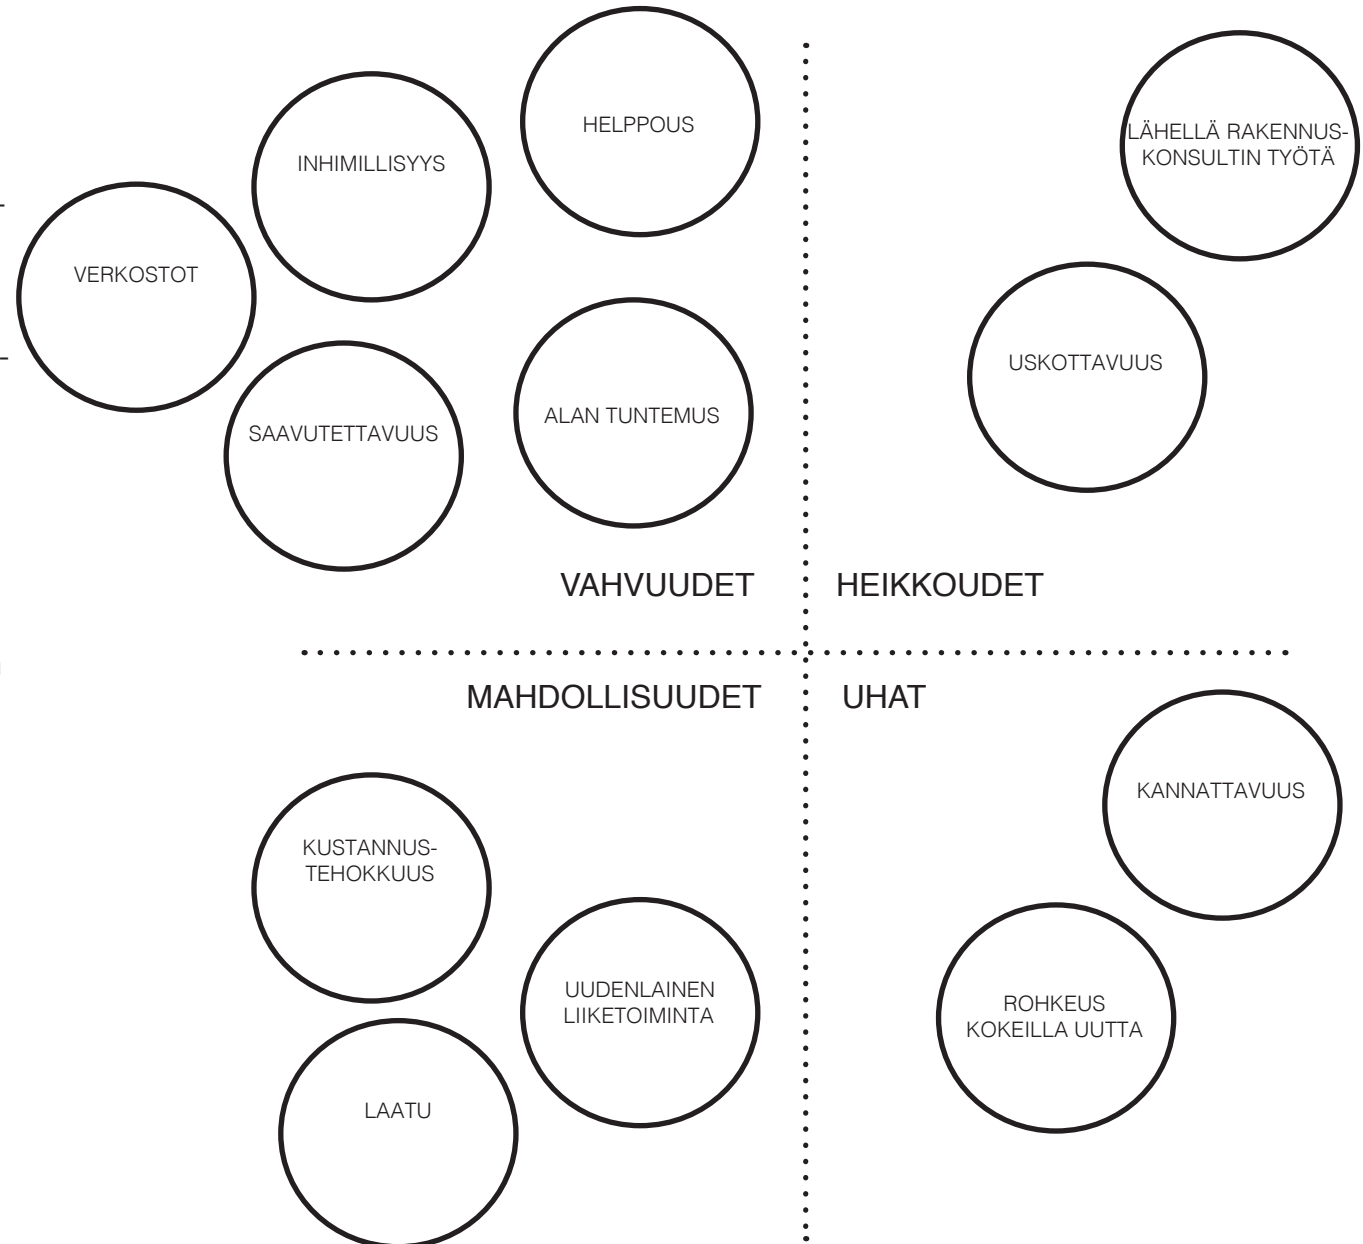 HELPPOUS
INHIMILLISYYS
VERKOSTOT
SAAVUTETTAVUUS
ALAN TUNTEMUS
VAHVUUDET
LÄHELLÄ RAKENNUS-
KONSULTIN TYÖTÄ
USKOTTAVUUS
HEIKKOUDET
MAHDOLLISUUDET
KUSTANNUS-
TEHOKKUUS
UUDENLAINEN
LIIKETOIMINTA
LAATU
UHAT
KANNATTAVUUS
ROHKEUS
KOKEILLA UUTTA